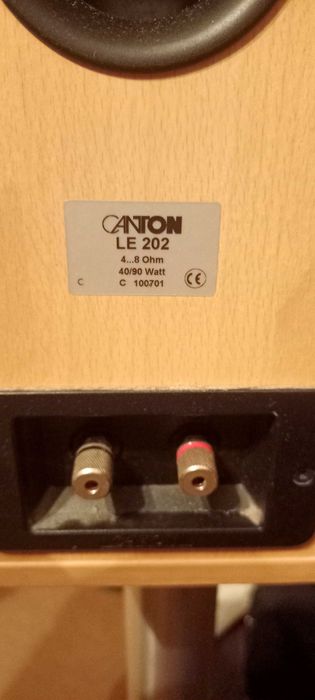 CANTON
LE 202
4...8 Ohm
40/90 Watt
C C 100701 CE